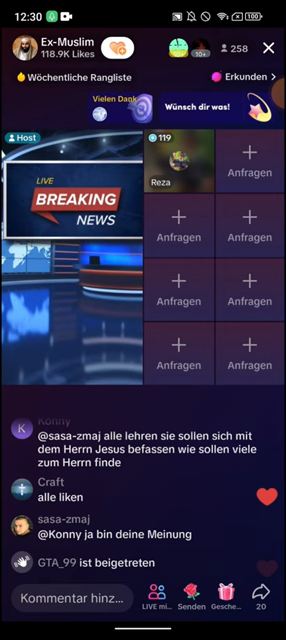 12:30
100
Ex-Muslim
118.9K Likes
10+
258
Wöchentliche Rangliste
Erkunden >
Vielen Dank
Wünsch dir was!
Host
119
LIVE
BREAKING
NEWS
Reza
Anfragen
Anfragen
Anfragen
Anfragen
Anfragen
Anfragen
Anfragen
K
Konny
@sasa-zmaj alle lehren sie sollen sich mit
dem Herrn Jesus befassen wie sollen viele
zum Herrn finde
Craft
alle liken
sasa-zmaj
@Konny ja bin deine Meinung
GTA_99 ist beigetreten
Kommentar hinz...
LIVE mi...
Senden
Gesche...
20